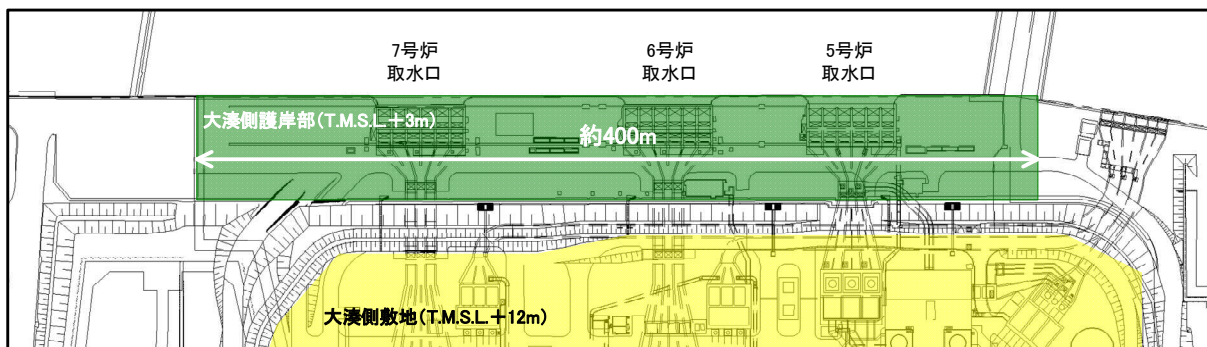 7号炉
取水口
6号炉
取水口
5号炉
取水口
大湊側護岸部(T.M.S.L.+3m)
約400m
大湊側敷地(T.M.S.L.+12m)